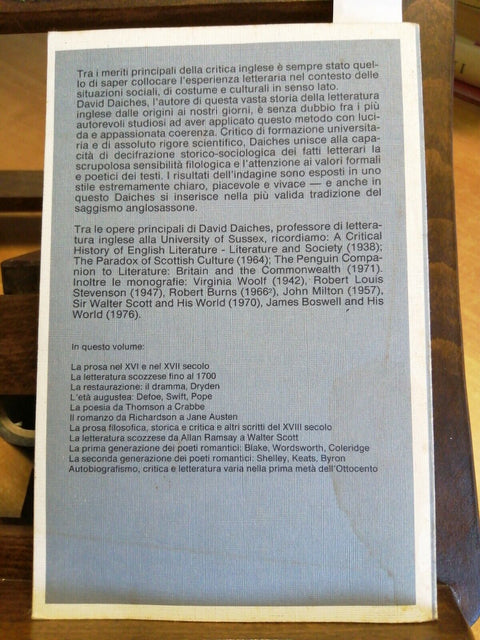 Tra i meriti principali della critica inglese è sempre stato quel-
lo di saper collocare l'esperienza letteraria nel contesto delle
situazioni sociali, di costume e culturali in senso lato.
David Daiches, l'autore di questa vasta storia della letteratura
inglese dalle origini ai nostri giorni, è senza dubbio fra i più
autorevoli studiosi ad aver applicato questo metodo con luci-
da e appassionata coerenza. Critico di formazione universita-
ria e di assoluto rigore scientifico, Daiches unisce alla capa-
cità di decifrazione storico-sociologica dei fatti letterari la
scrupolosa sensibilità filologica e l'attenzione ai valori formali
e poetici dei testi. I risultati dell'indagine sono esposti in uno
stile estremamente chiaro, piacevole e vivace — e anche in
questo Daiches si inserisce nella più valida tradizione del
saggismo anglosassone.
Tra le opere principali di David Daiches, professore di lettera-
tura inglese alla University of Sussex, ricordiamo: A Critical
History of English Literature - Literature and Society (1938);
The Paradox of Scottish Culture (1964); The Penguin Compa-
nion to Literature: Britain and the Commonwealth (1971).
Inoltre le monografie: Virginia Woolf (1942), Robert Louis
Stevenson (1947), Robert Burns (1966²), John Milton (1957),
Sir Walter Scott and His World (1970), James Boswell and His
World (1976).
In questo volume:
La prosa nel XVI e nel XVII secolo
La letteratura scozzese fino al 1700
La restaurazione: il dramma, Dryden
L'età augustea: Defoe, Swift, Pope
La poesia da Thomson a Crabbe
Il romanzo da Richardson a Jane Austen
La prosa filosofica, storica e critica e altri scritti del XVIII secolo
La letteratura scozzese da Allan Ramsay a Walter Scott
La prima generazione dei poeti romantici: Blake, Wordsworth, Coleridge
La seconda generazione dei poeti romantici: Shelley, Keats, Byron
Autobiografismo, critica e letteratura varia nella prima metà dell'Ottocento